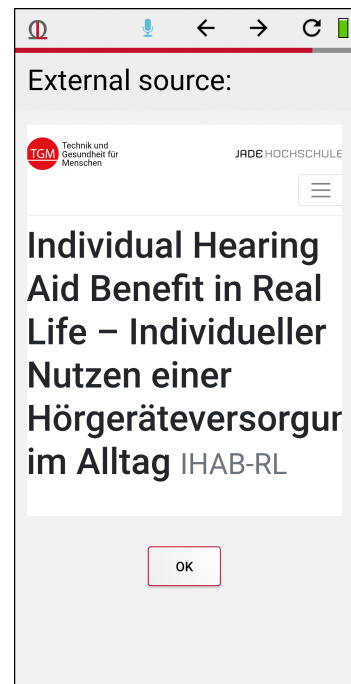 External source:
TGM
Technik und
Gesundheit für
Menschen
JADE HOCHSCHULE
Individual Hearing
Aid Benefit in Real
Life – Individueller
Nutzen einer
Hörgeräteversorgun
im Alltag IHAB-RL
OK